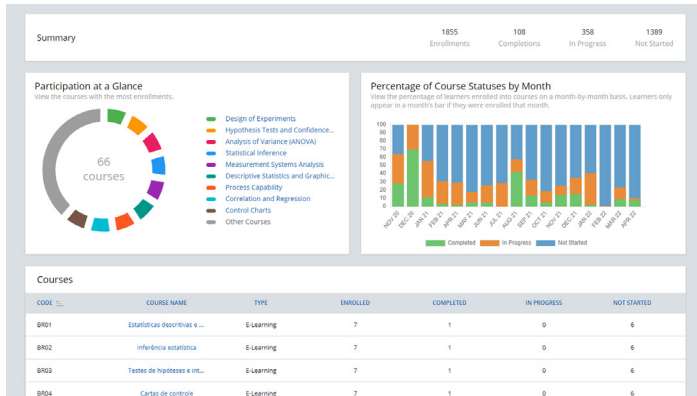 Summary
1855
Enrollments
108
Completions
358
In Progress
1389
Not Started
Participation at a Glance
View the courses with the most enrollments.
66
courses
Design of Experiments
Hypothesis Tests and Confidence...
Analysis of Variance (ANOVA)
Statistical Inference
Measurement Systems Analysis
Descriptive Statistics and Graphic...
Process Capability
Correlation and Regression
Control Charts
Other Courses
Percentage of Course Statuses by Month
View the percentage of learners enrolled into courses on a month-by-month basis. Learners only
appear in a month's bar if they were enrolled that month.
100
90
80
70
60
50
40
30
20
10
0
NOV 20
DEC 20
JAN 21
FEB 21
APR 21
MAY 21
JUN 21
JUL 21
AUG 21
SEP 21
OCT 21
NOV 21
DEC 21
JAN 22
FEB 22
MAR 22
APR 22
Completed
In Progress
Not Started
Courses
CODE COURSE NAME TYPE ENROLLED COMPLETED IN PROGRESS NOT STARTED
BR01 Estatísticas descritivas e ... E-Learning 7 1 0 6
BR02 Inferência estatística E-Learning 7 1 0 6
BR03 Testes de hipóteses e int... E-Learning 7 1 0 6
BR04 Cartas de controle E-Learning 7 1 0 6